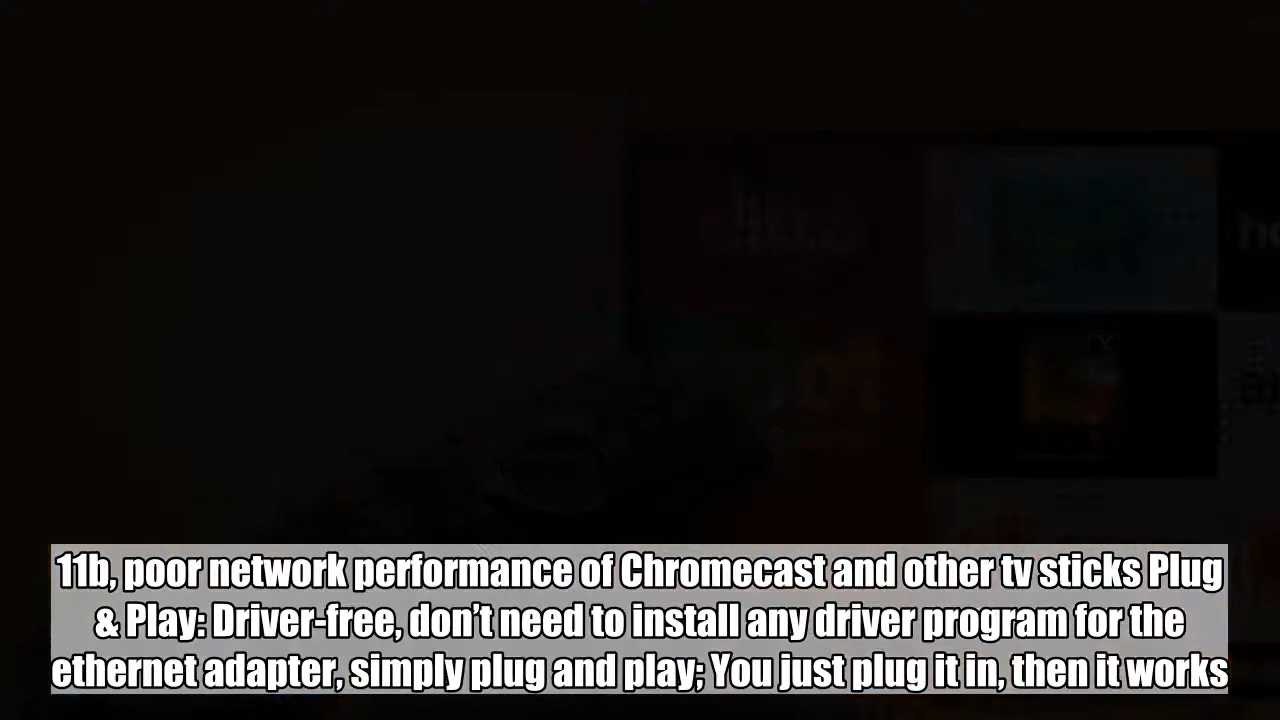 11b, poor network performance of Chromecast and other tv sticks Plug
& Play: Driver-free, don’t need to install any driver program for the
ethernet adapter, simply plug and play; You just plug it in, then it works